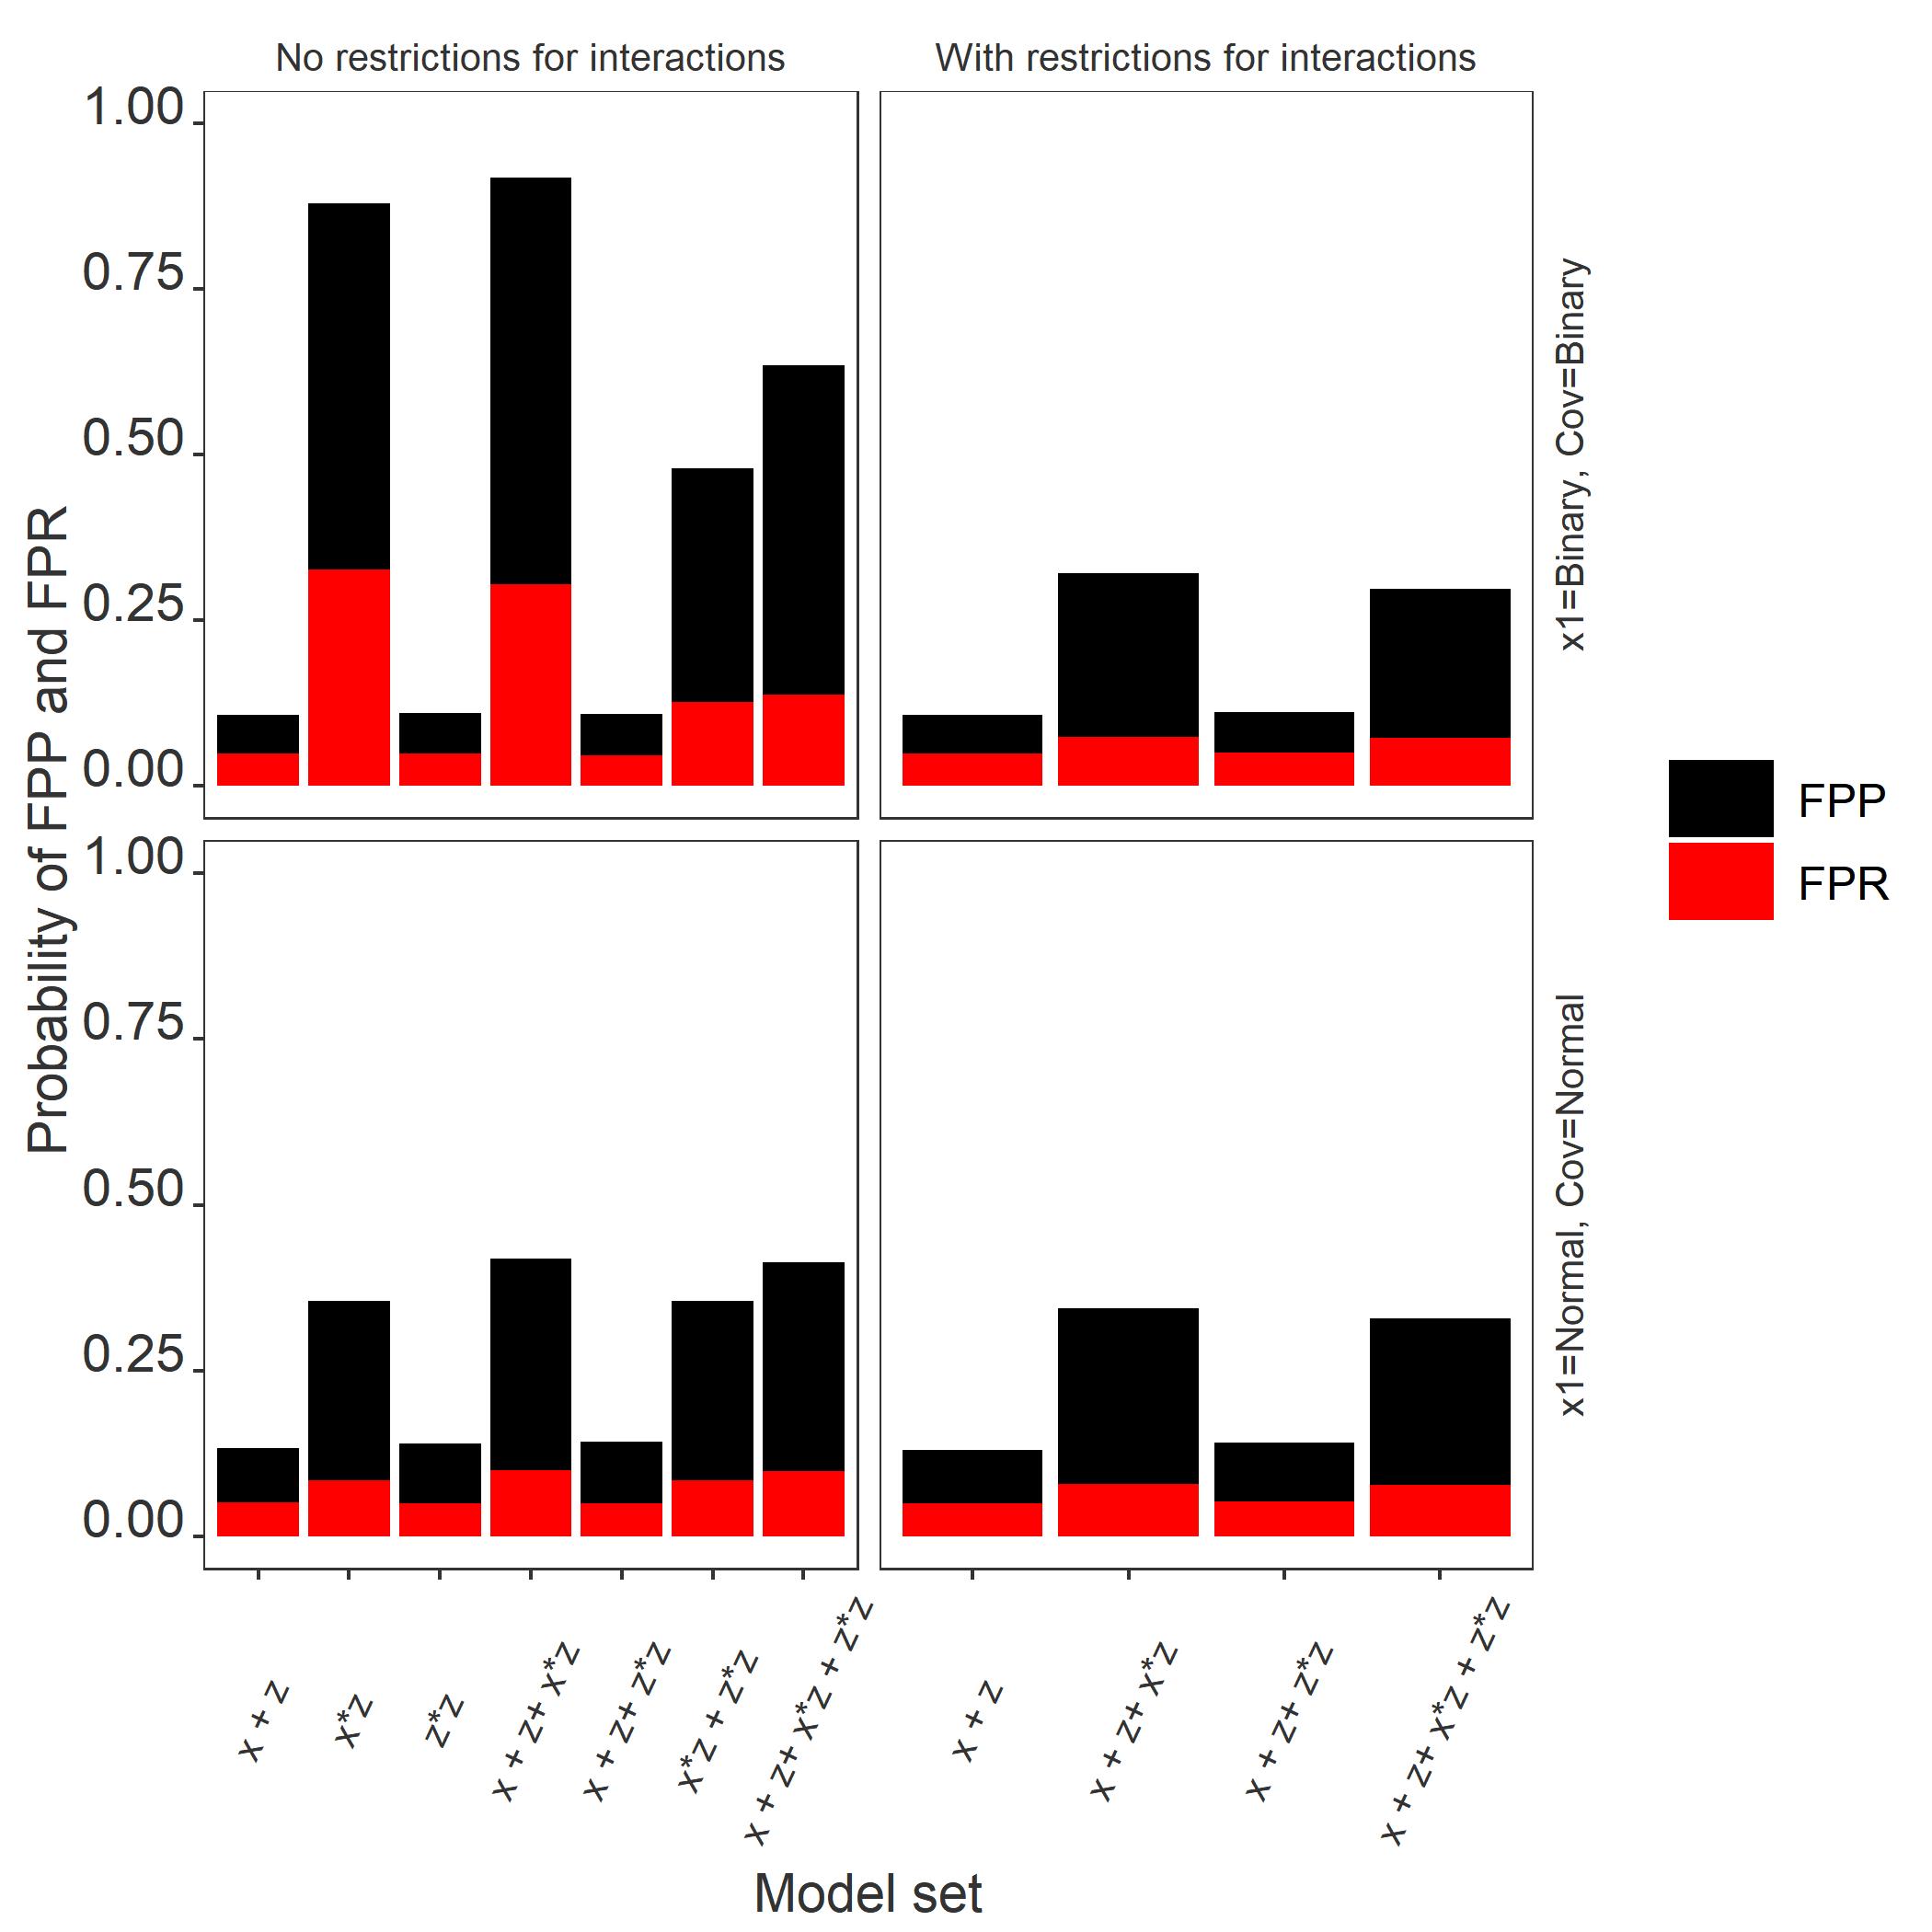 No restrictions for interactions
With restrictions for interactions
1.00
0.75
0.50
0.25
0.00
x1=Binary, Cov=Binary
1.00
0.75
0.50
0.25
0.00
x1=Normal, Cov=Normal
Probability of FPP and FPR
FPP
FPR
x + z
x*z
z*z
x + z+ x*z
x + z+ z*z
x*z + z*z
x + z+ x*z + z*z
x + z
x + z+ x*z
x + z+ z*z
x + z+ x*z + z*z
Model set